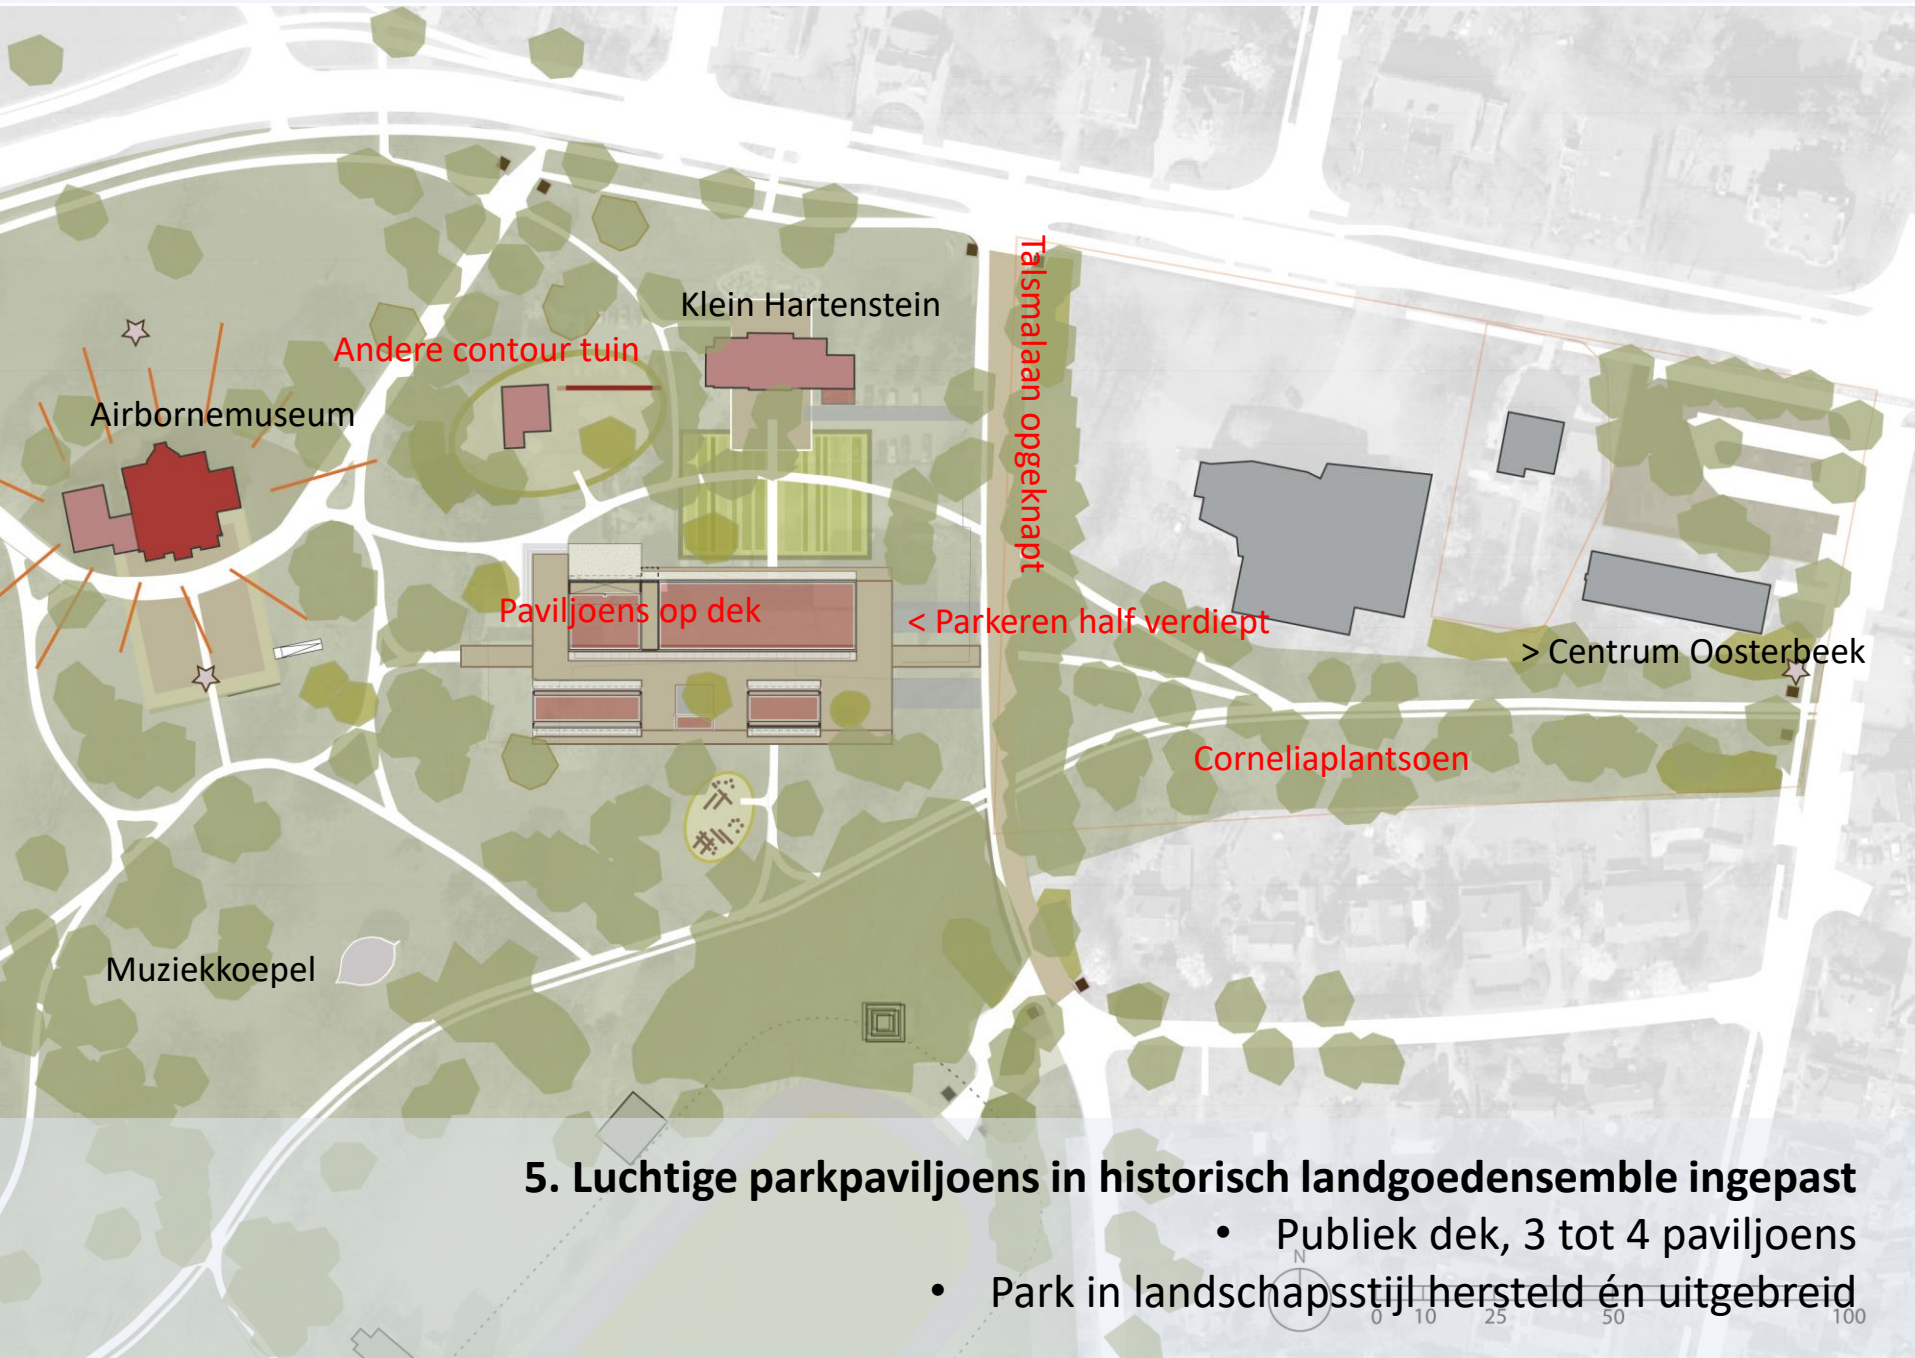 Talsmalaan opgeknapt
Klein Hartenstein
Andere contour tuin
Airbornemuseum
Paviljoens op dek
< Parkeren half verdiept
> Centrum Oosterbeek
Corneliaplantsoen
Muziekkoepel
5. Luchtige parkpaviljoens in historisch landgoedensemble ingepast
• Publiek dek, 3 tot 4 paviljoens
• Park in landschapsstijl hersteld én uitgebreid
N
0 10 25 50 100